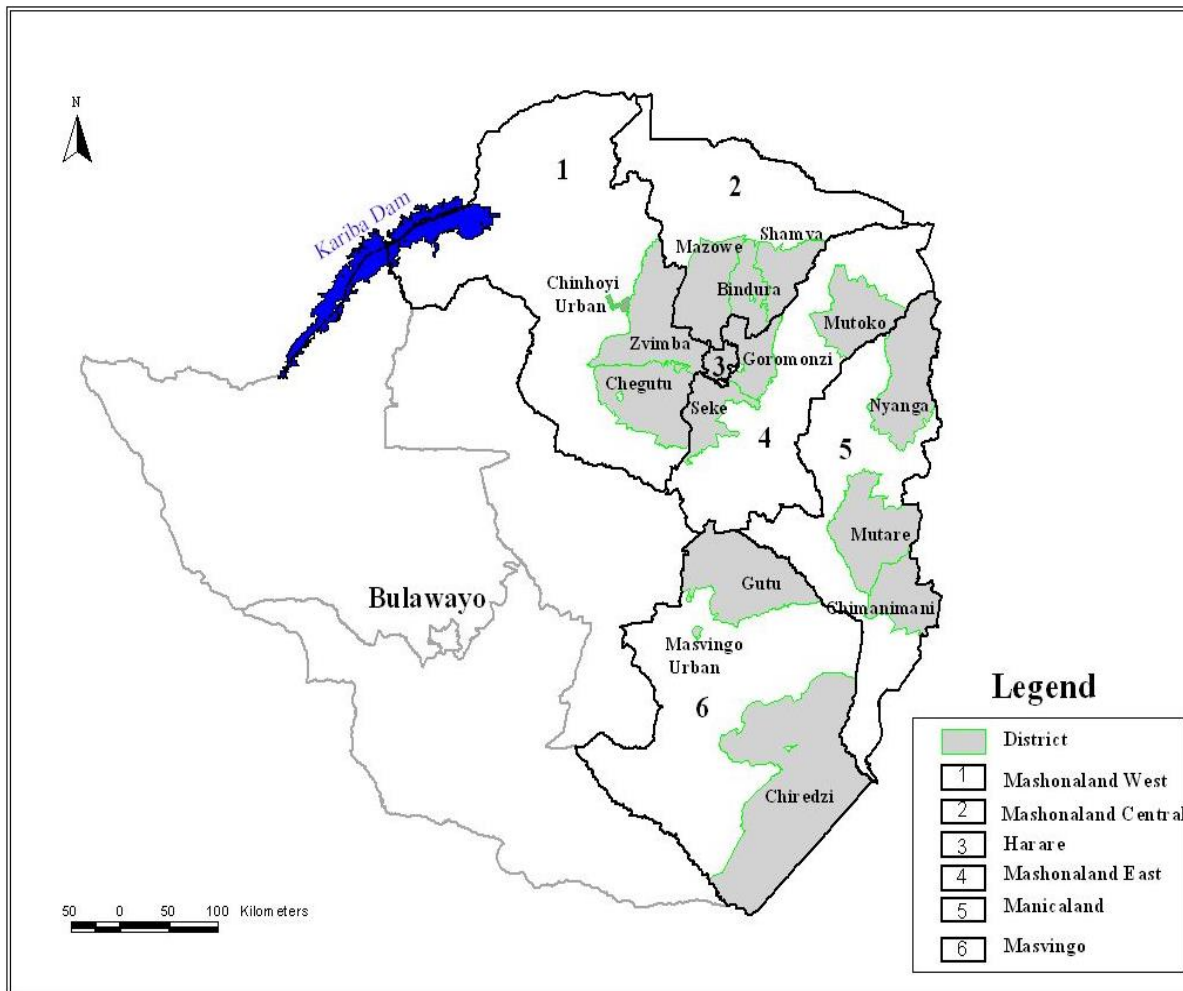 N
1
2
Kariba Dam
Shamva
Mazowe
Chinhoyi
Urban
Bindura
Mutoko
Zvimba
3
Goromonzi
Chegutu
Seke
Nyanga
4
5
Mutare
Gutu
Bulawayo
Chimanimani
Masvingo
Urban
6
Chiredzi
Legend
District
1 Mashonaland West
2 Mashonaland Central
3 Harare
4 Mashonaland East
5 Manicaland
6 Masvingo
50 0 50 100 Kilometers